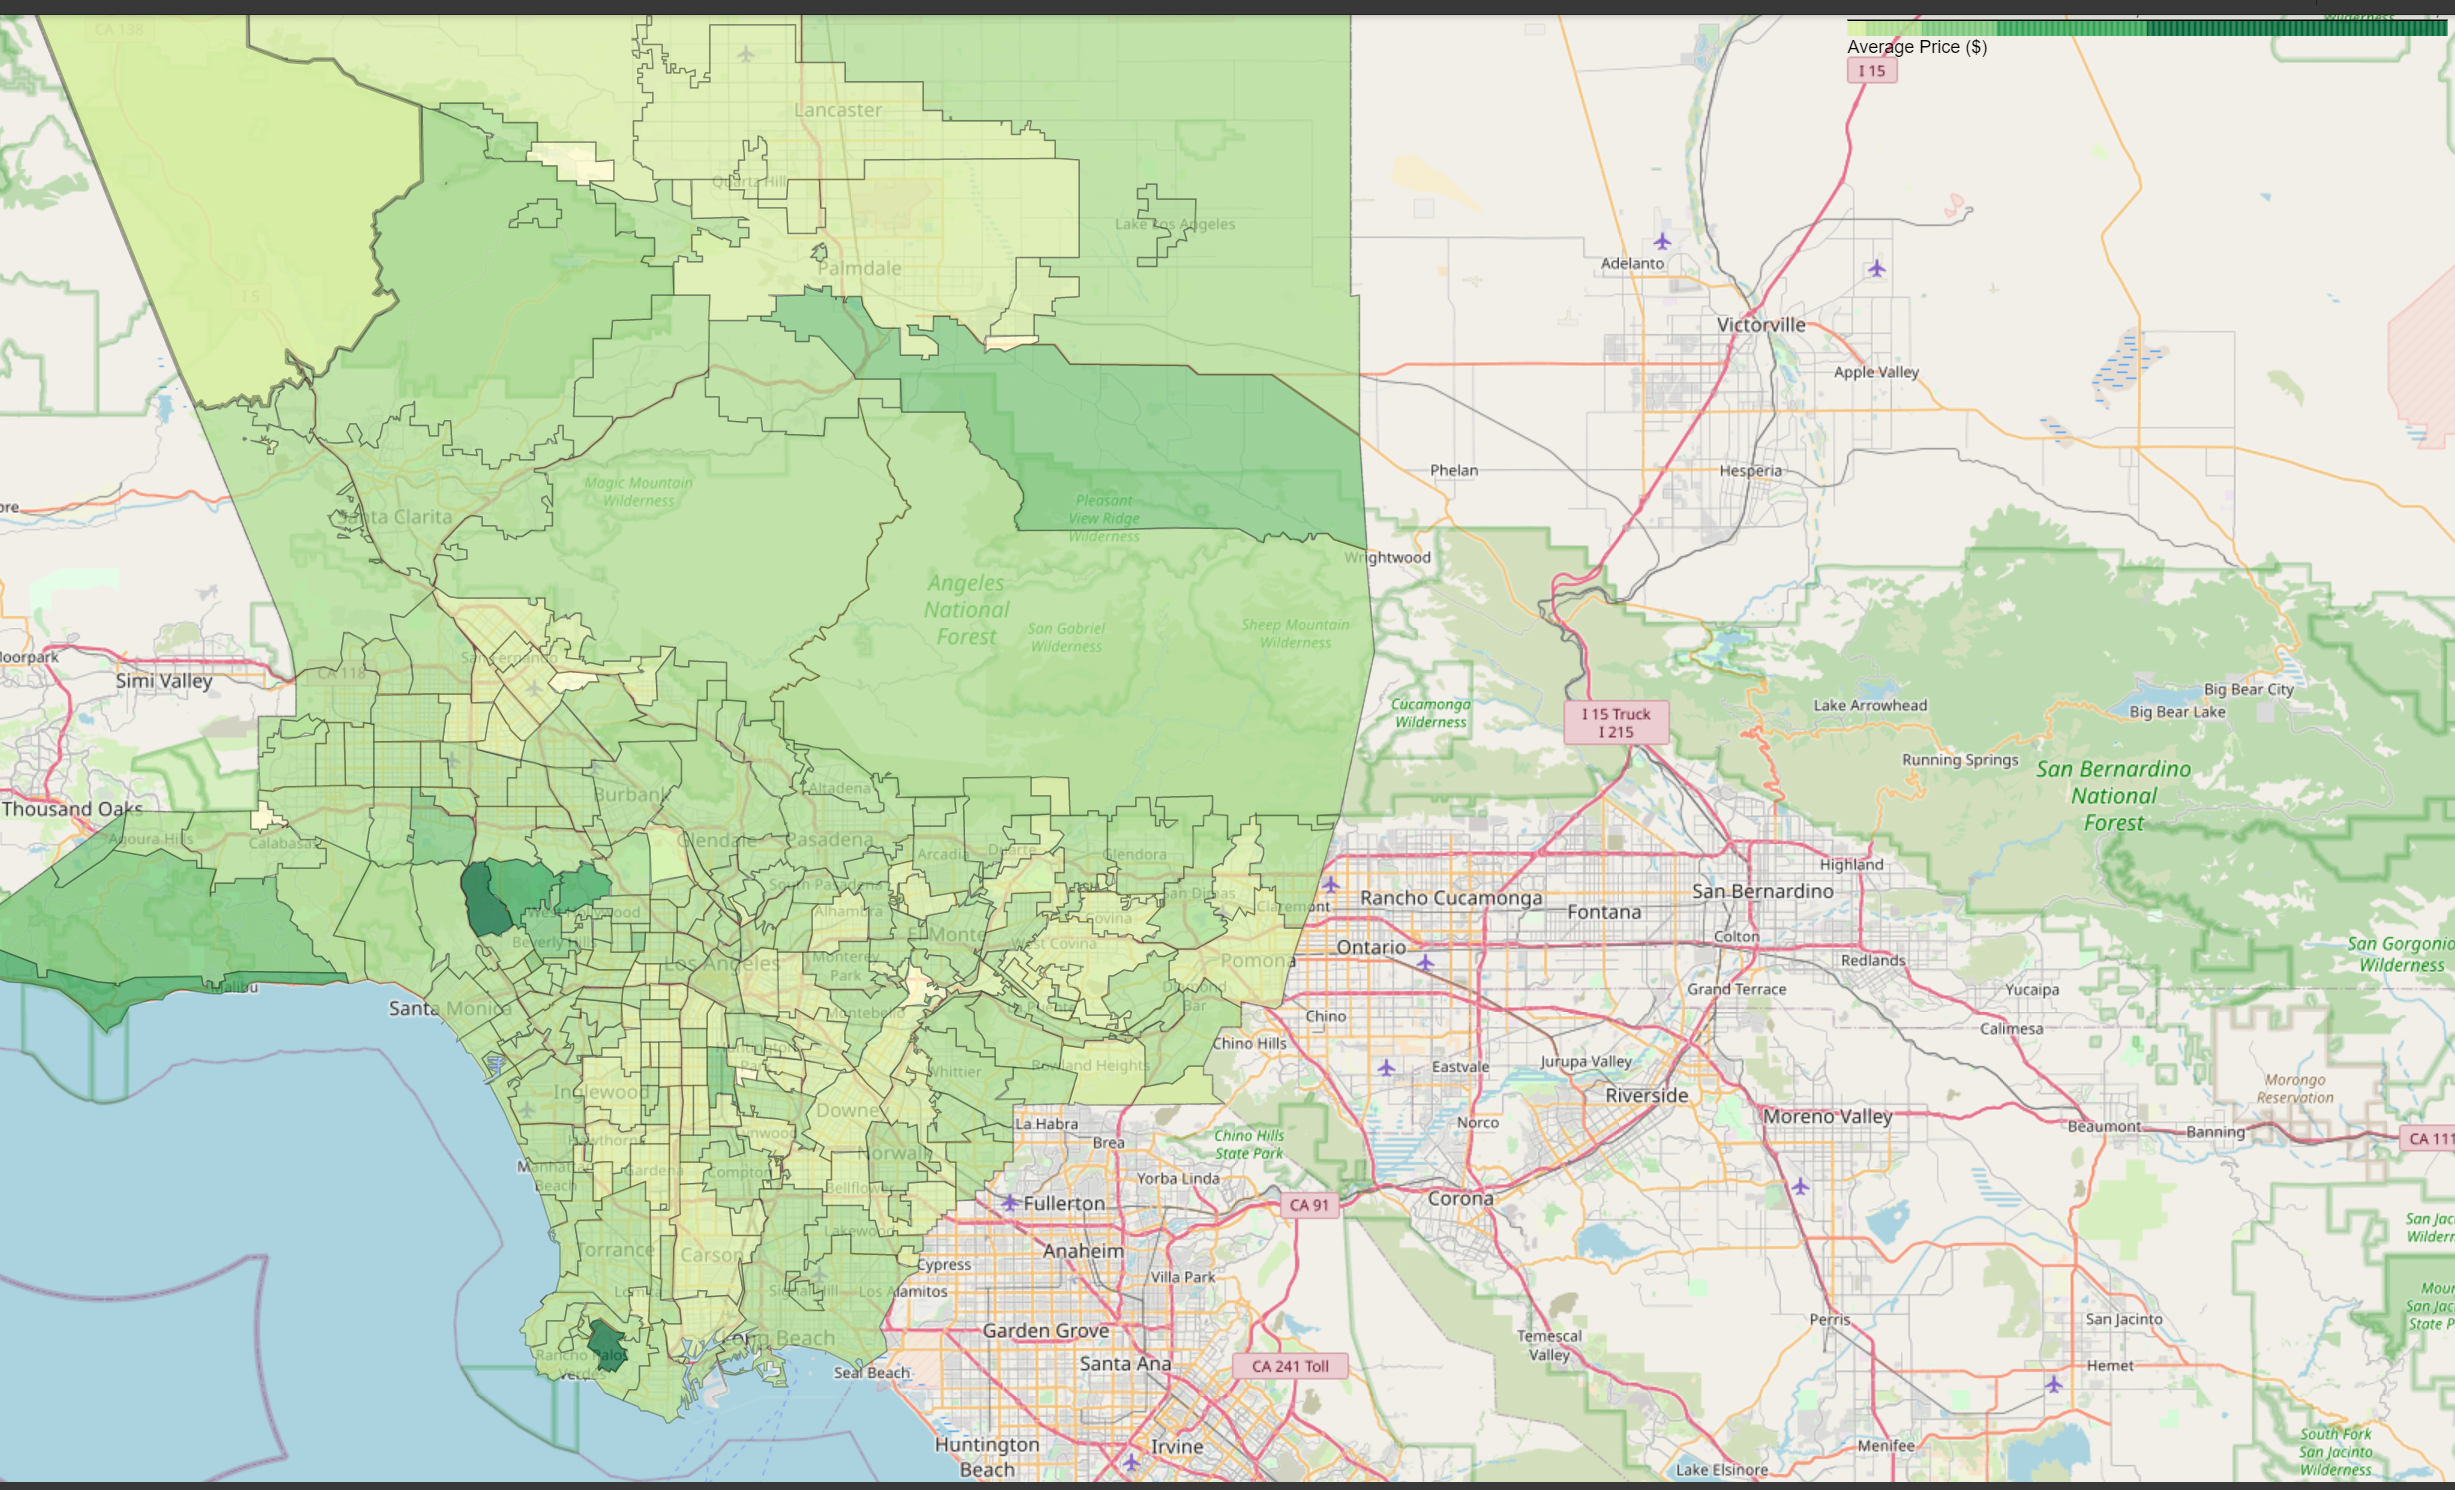 CA 138
Average Price ($)
I 15
Lancaster
Quartz Hill
Lake Los Angeles
Palmdale
I 5
Adelanto
Victorville
Apple Valley
Phelan
Hesperia
Magic Mountain
Wilderness
Santa Clarita
Pleasant
View Ridge
Wilderness
Wrightwood
Angeles
National
Forest
San Gabriel
Wilderness
Sheep Mountain
Wilderness
San Fernando
Moorpark
Simi Valley
CA 118
Cucamonga
Wilderness
I 15 Truck
I 215
Lake Arrowhead
Big Bear City
Big Bear Lake
Running Springs
San Bernardino
National
Forest
Thousand Oaks
Burbank
Altadena
Agoura Hills
Calabasas
Glendale
Pasadena
Arcadia
Duarte
Glendora
Highland
South Pasadena
San Dimas
Claremont
Rancho Cucamonga
Fontana
San Bernardino
West Hollywood
Alhambra
Covina
Beverly Hills
El Monte
West Covina
Ontario
Colton
Redlands
San Gorgonio
Wilderness
Los Angeles
Monterey
Park
Pomona
Malibu
Santa Monica
Montebello
La Puente
Diamond
Bar
Grand Terrace
Yucaipa
Chino
Calimesa
Huntington
Park
Chino Hills
Whittier
Rowland Heights
Eastvale
Jurupa Valley
Inglewood
Riverside
Morongo
Reservation
Downey
La Habra
Brea
Norco
Moreno Valley
Beaumont
Banning
CA 111
Hawthorne
Lynwood
Norwalk
Chino Hills
State Park
Manhattan
Beach
Gardena
Compton
Bellflower
Yorba Linda
Fullerton
CA 91
Corona
Torrance
Carson
Lakewood
Anaheim
Cypress
Villa Park
Lomita
Signal Hill
Los Alamitos
Long Beach
Garden Grove
Perris
San Jacinto
Rancho Palos
Verdes
Seal Beach
Santa Ana
CA 241 Toll
Temescal
Valley
Hemet
Huntington
Beach
Irvine
Menifee
Lake Elsinore
South Fork
San Jacinto
Wilderness